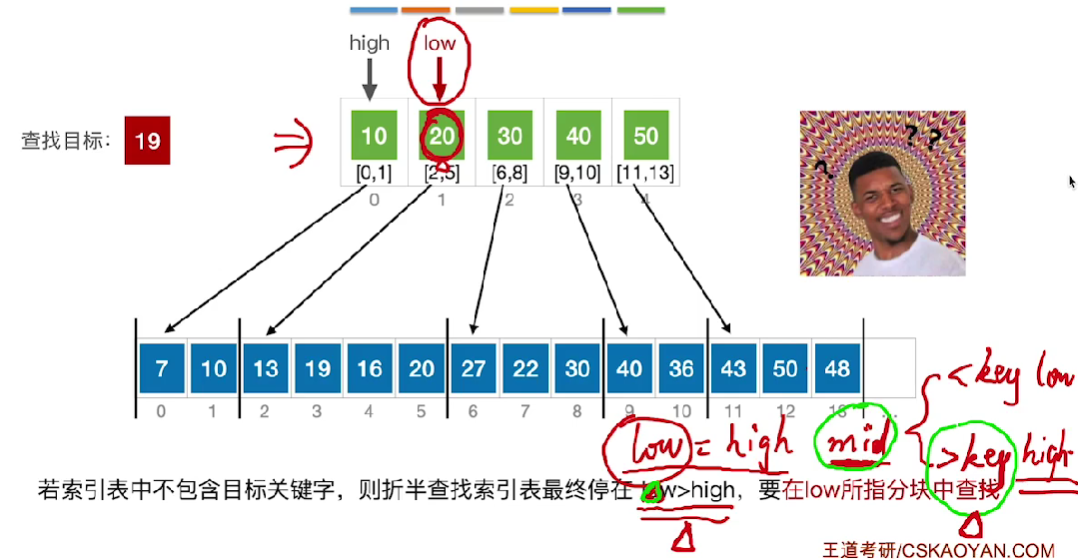 high low
查找目标： 19
10 20 30 40 50
[0,1] [2,5] [6,8] [9,10] [11,13]
0 1 2 3 4
? ? ?
7 10 13 19 16 20 27 22 30 40 36 43 50 48
0 1 2 3 4 5 6 7 8 9 10 11 12 13 ...
<key low
low = high mid
>key high
若索引表中不包含目标关键字，则折半查找索引表最终停在 low>high，要在low所指分块中查找
王道考研/CSKAOYAN.COM